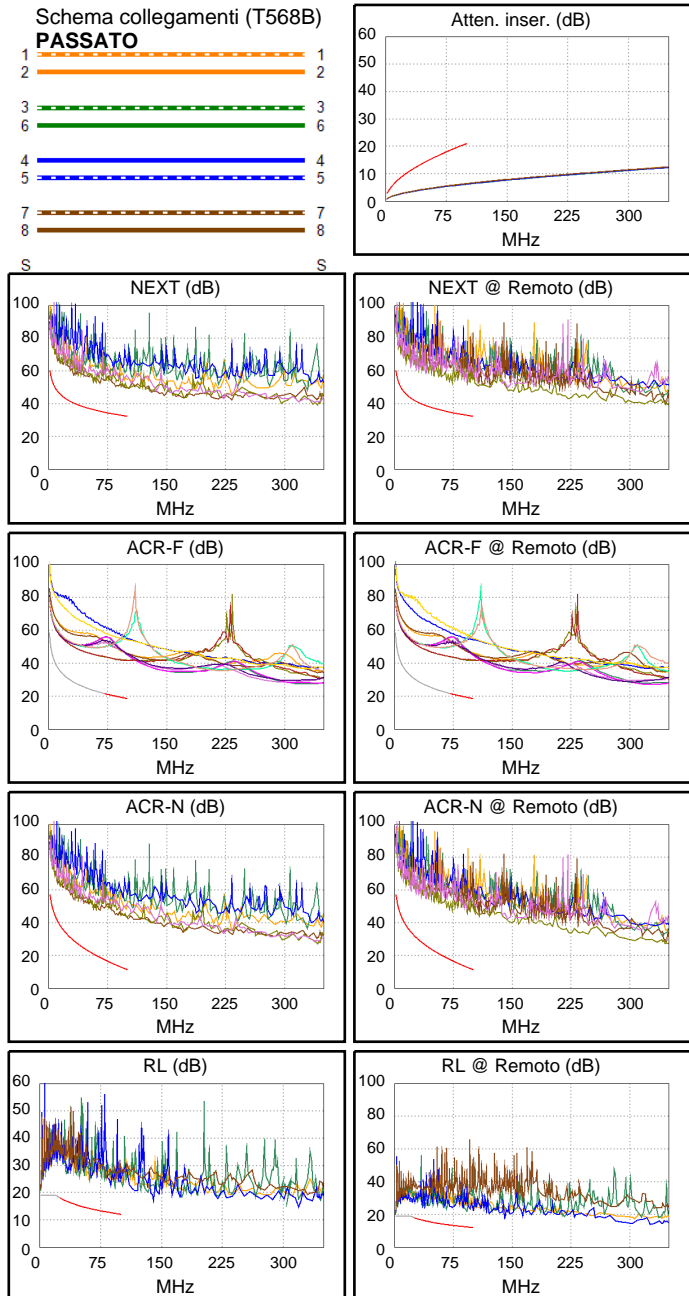 Schema collegamenti (T568B)
PASSATO
1 1
2 2
3 3
6 6
4 4
5 5
7 7
8 8
S S
Atten. inser. (dB)
60
50
40
30
20
10
0
0 75 150 225 300
MHz
NEXT (dB)
100
80
60
40
20
0
0 75 150 225 300
MHz
NEXT @ Remoto (dB)
100
80
60
40
20
0
0 75 150 225 300
MHz
ACR-F (dB)
100
80
60
40
20
0
0 75 150 225 300
MHz
ACR-F @ Remoto (dB)
100
80
60
40
20
0
0 75 150 225 300
MHz
ACR-N (dB)
100
80
60
40
20
0
0 75 150 225 300
MHz
ACR-N @ Remoto (dB)
100
80
60
40
20
0
0 75 150 225 300
MHz
RL (dB)
60
50
40
30
20
10
0
0 75 150 225 300
MHz
RL @ Remoto (dB)
100
80
60
40
20
0
0 75 150 225 300
MHz